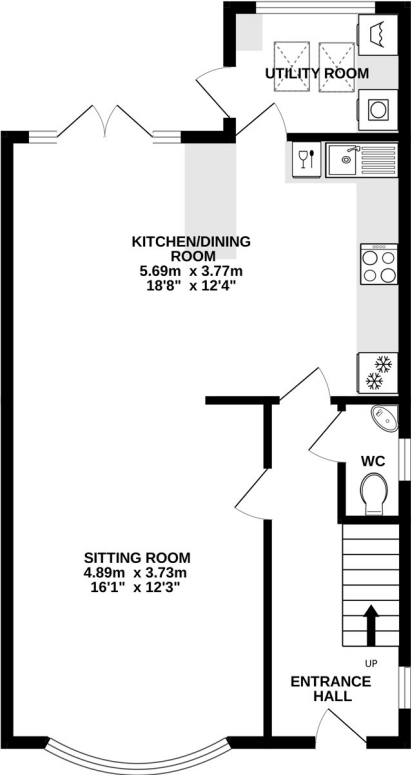 UTILITY ROOM
KITCHEN/DINING
ROOM
5.69m x 3.77m
18'8" x 12'4"
WC
SITTING ROOM
4.89m x 3.73m
16'1" x 12'3"
UP
ENTRANCE
HALL